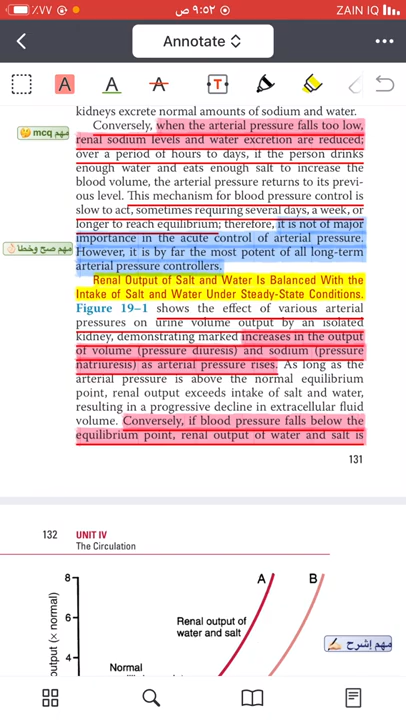 ٪٧٧ ٩:٥٢ ص ZAIN IQ
Annotate
A A A T
kidneys excrete normal amounts of sodium and water.
Conversely, when the arterial pressure falls too low,
renal sodium levels and water excretion are reduced;
over a period of hours to days, if the person drinks
enough water and eats enough salt to increase the
blood volume, the arterial pressure returns to its previ-
ous level. This mechanism for blood pressure control is
slow to act, sometimes requiring several days, a week, or
longer to reach equilibrium; therefore, it is not of major
importance in the acute control of arterial pressure.
However, it is by far the most potent of all long-term
arterial pressure controllers.
مهم mcq
مهم صح وخطا
Renal Output of Salt and Water Is Balanced With the
Intake of Salt and Water Under Steady-State Conditions.
Figure 19–1 shows the effect of various arterial
pressures on urine volume output by an isolated
kidney, demonstrating marked increases in the output
of volume (pressure diuresis) and sodium (pressure
natriuresis) as arterial pressure rises. As long as the
arterial pressure is above the normal equilibrium
point, renal output exceeds intake of salt and water,
resulting in a progressive decline in extracellular fluid
volume. Conversely, if blood pressure falls below the
equilibrium point, renal output of water and salt is
131
132 UNIT IV
The Circulation
8
6
4
output (× normal)
A B
Renal output of
water and salt
Normal
مهم إشرح